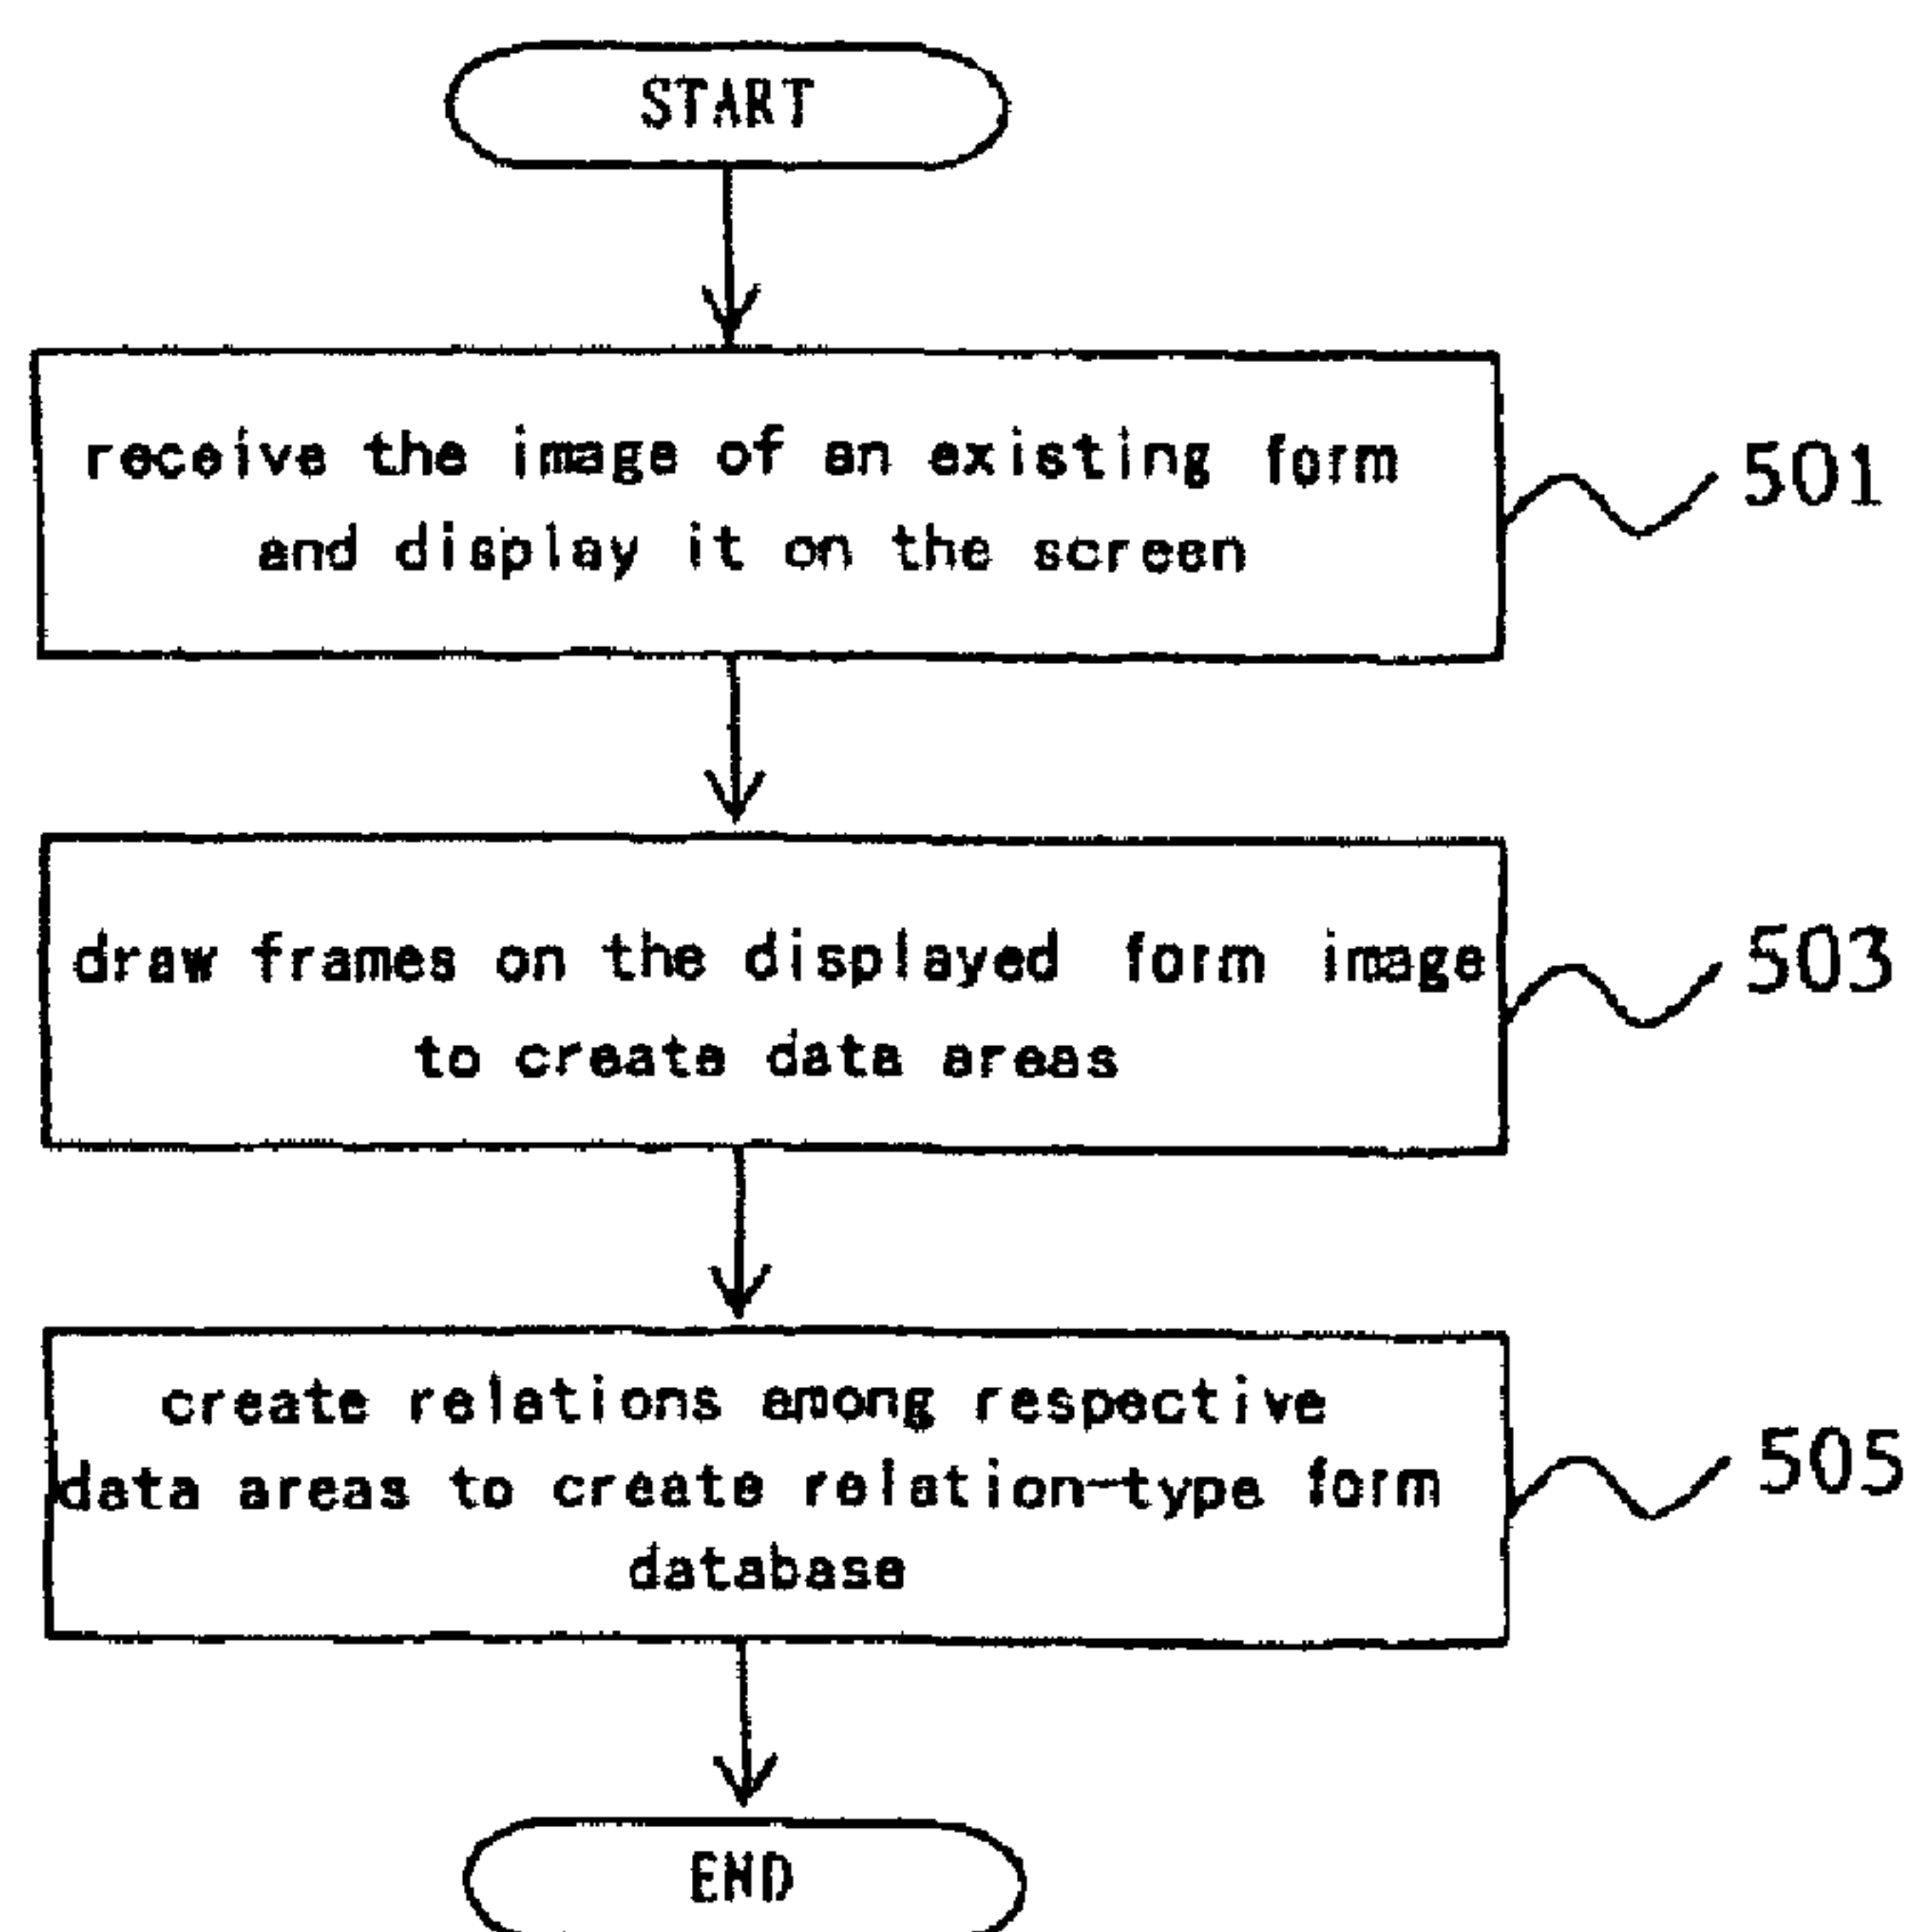 START
receive the image of an existing form
and display it on the screen
501
draw frames on the displayed form image
to create data areas
503
create relations among respective
data areas to create relation-type form
database
505
END